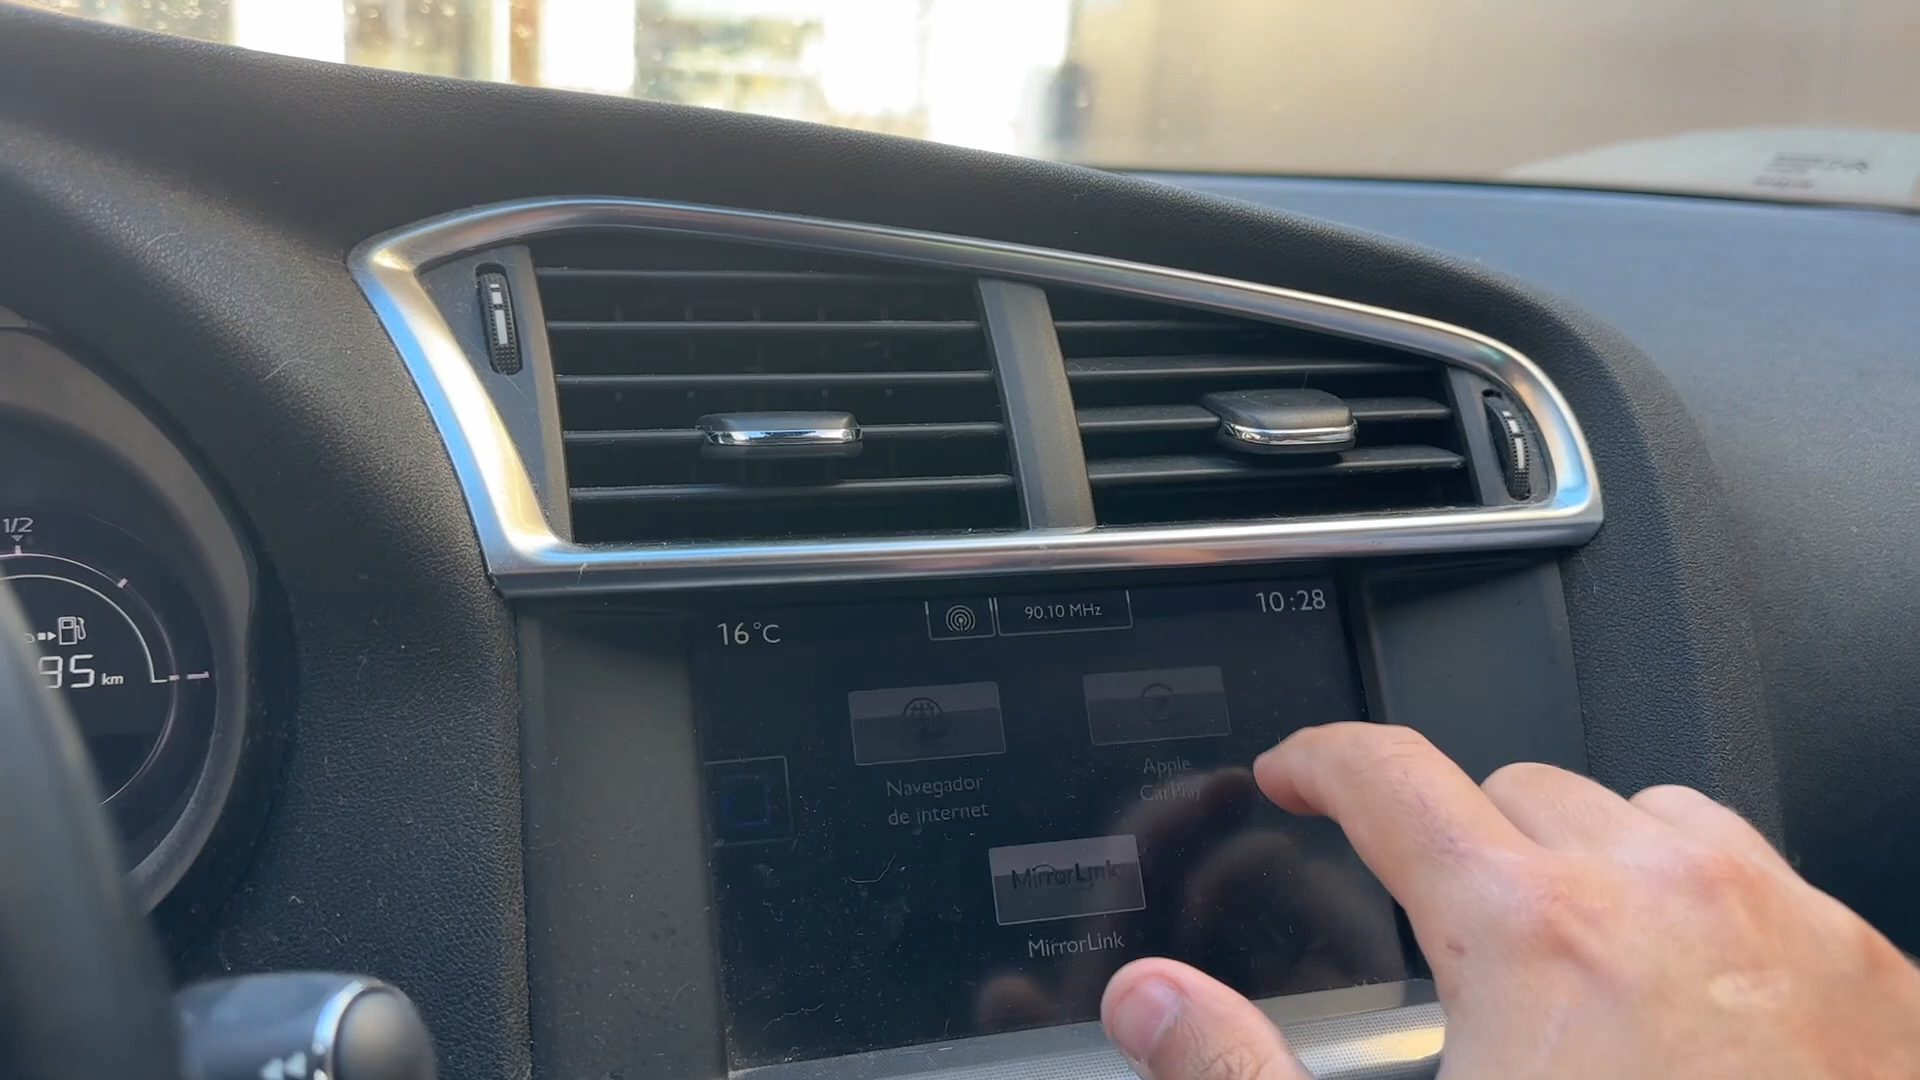 1/2
95 km
16°C
90.10 MHz
10:28
Navegador
de internet
Apple
CarPlay
MirrorLink
MirrorLink